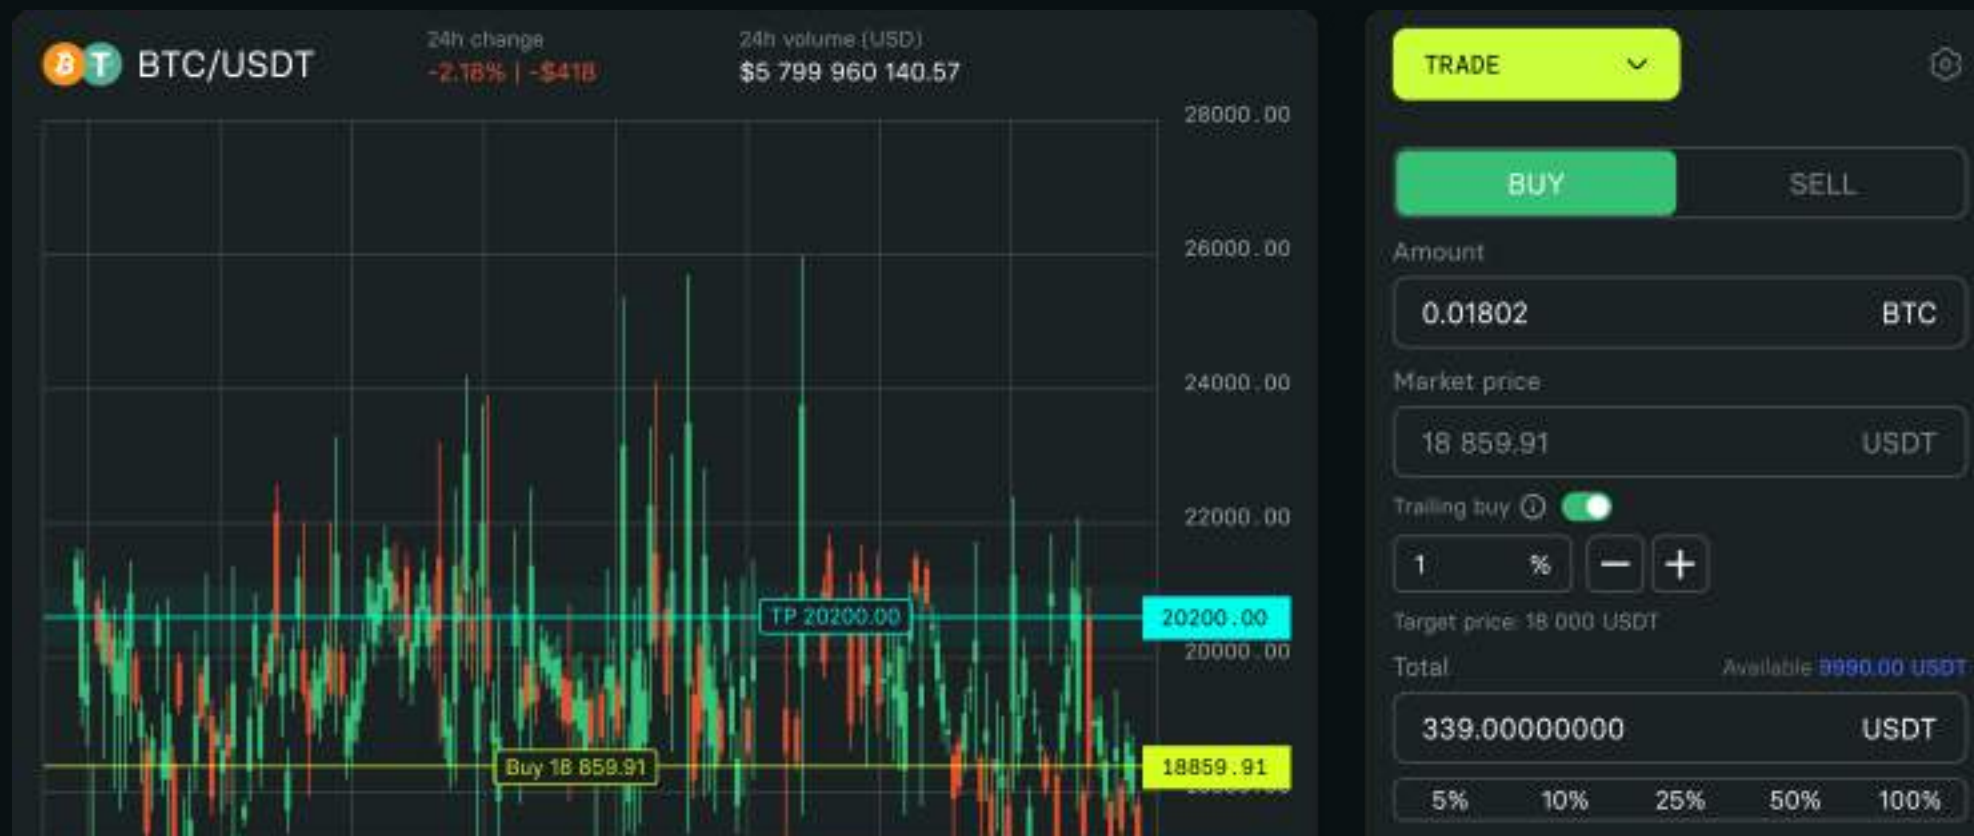 BTC/USDT
24h change
-2.18% | -$418
24h volume (USD)
$5 799 960 140.57
28000.00
26000.00
24000.00
22000.00
TP 20200.00
20200.00
20000.00
Buy 18 859.91
18859.91
TRADE
BUY
SELL
Amount
0.01802 BTC
Market price
18 859.91 USDT
Trailing buy
1 %
Target price: 18 000 USDT
Total
Available 9990.00 USDT
339.00000000 USDT
5% 10% 25% 50% 100%